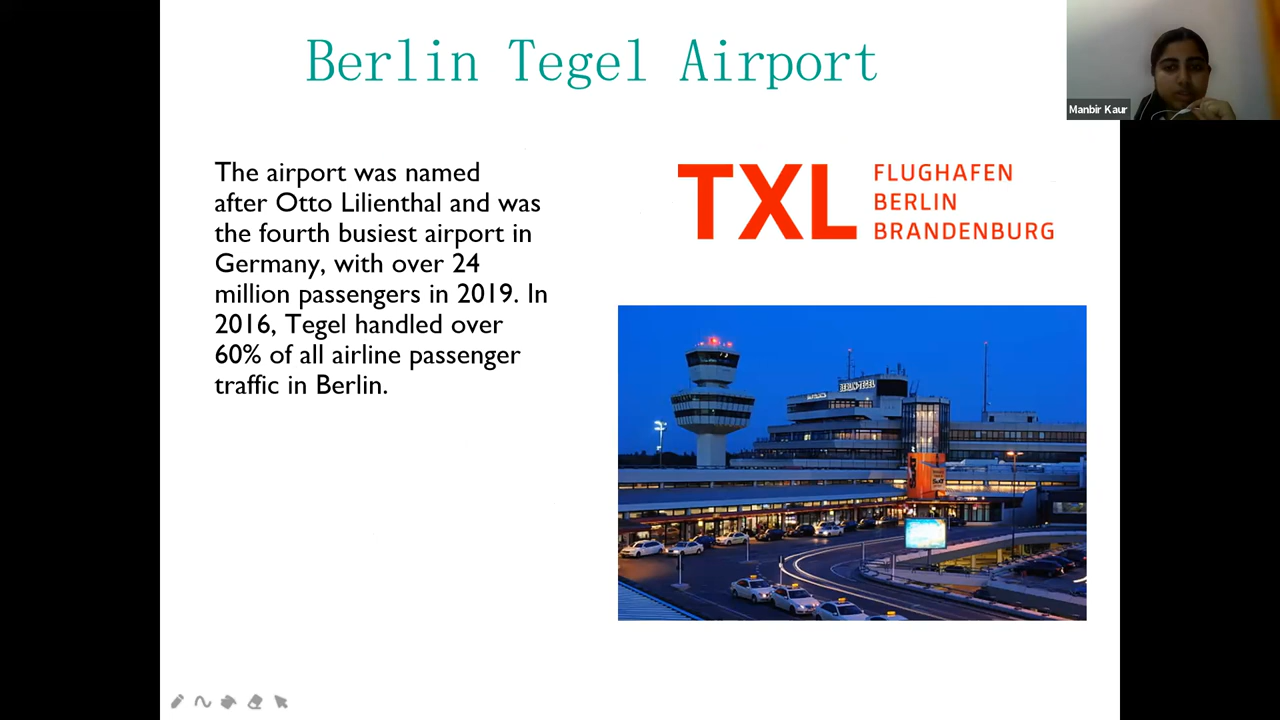 Berlin Tegel Airport
Manbir Kaur
The airport was named
after Otto Lilienthal and was
the fourth busiest airport in
Germany, with over 24
million passengers in 2019. In
2016, Tegel handled over
60% of all airline passenger
traffic in Berlin.
TXL
FLUGHAFEN
BERLIN
BRANDENBURG